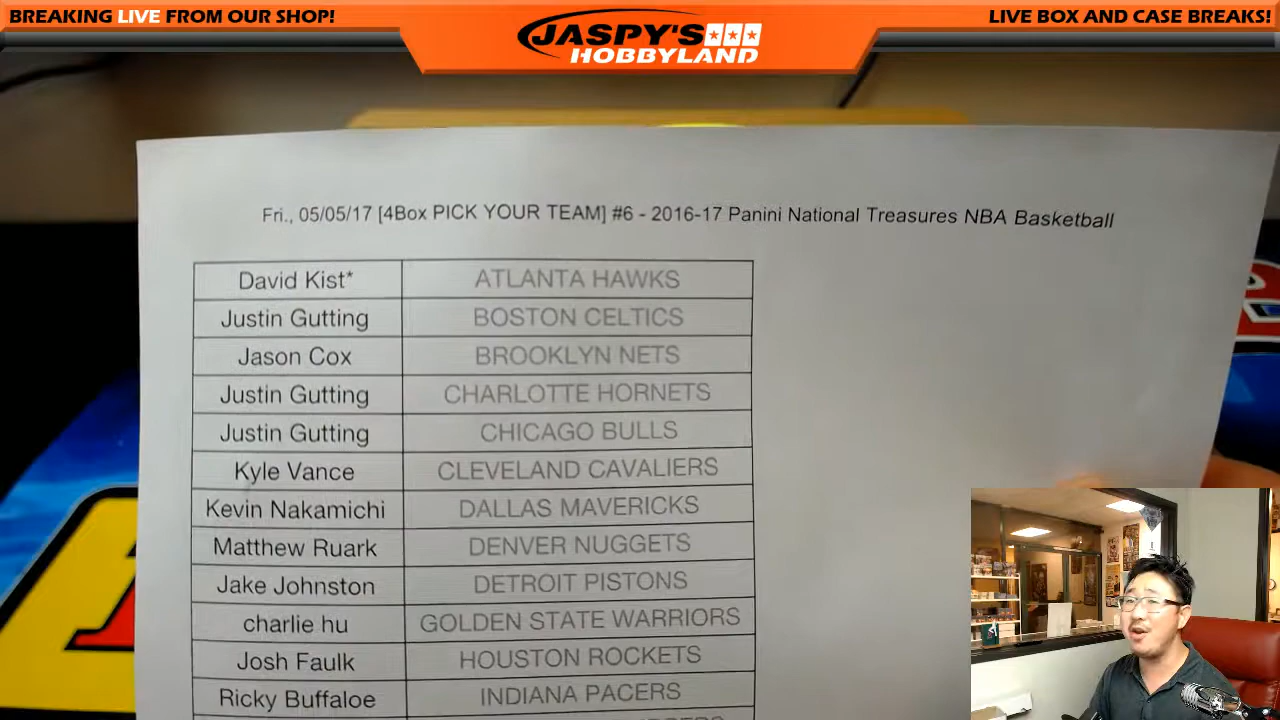 BREAKING LIVE FROM OUR SHOP!
JASPY'S
HOBBYLAND
LIVE BOX AND CASE BREAKS!
Fri., 05/05/17 [4Box PICK YOUR TEAM] #6 - 2016-17 Panini National Treasures NBA Basketball
David Kist* ATLANTA HAWKS
Justin Gutting BOSTON CELTICS
Jason Cox BROOKLYN NETS
Justin Gutting CHARLOTTE HORNETS
Justin Gutting CHICAGO BULLS
Kyle Vance CLEVELAND CAVALIERS
Kevin Nakamichi DALLAS MAVERICKS
Matthew Ruark DENVER NUGGETS
Jake Johnston DETROIT PISTONS
charlie hu GOLDEN STATE WARRIORS
Josh Faulk HOUSTON ROCKETS
Ricky Buffaloe INDIANA PACERS